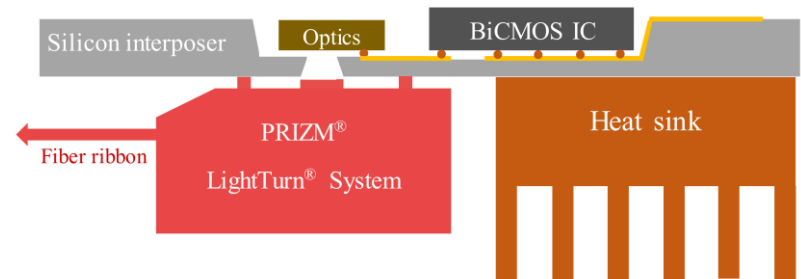 Silicon interposer
Optics
BiCMOS IC
PRIZM®
LightTurn® System
Heat sink
Fiber ribbon